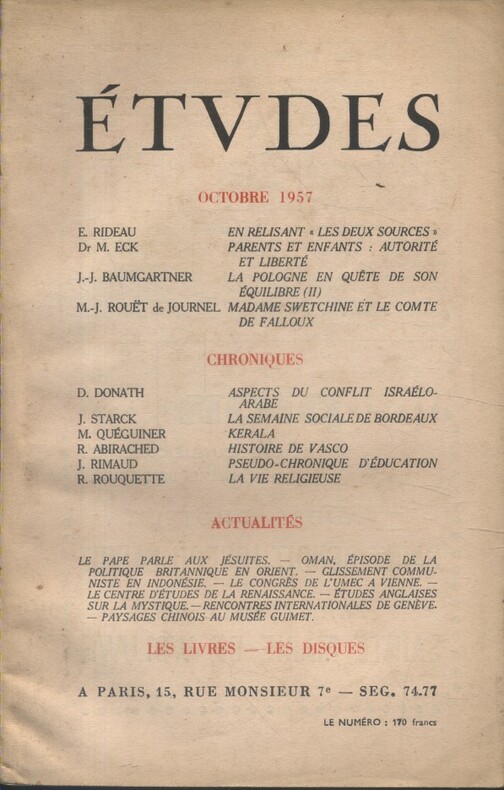 ÉTVDES
OCTOBRE 1957
E. RIDEAU EN RELISANT « LES DEUX SOURCES »
Dr M. ECK PARENTS ET ENFANTS : AUTORITÉ
ET LIBERTÉ
J.-J. BAUMGARTNER LA POLOGNE EN QUÊTE DE SON
ÉQUILIBRE (II)
M.-J. ROUËT de JOURNEL MADAME SWETCHINE ET LE COMTE
DE FALLOUX
CHRONIQUES
D. DONATH ASPECTS DU CONFLIT ISRAÉLO-
ARABE
J. STARCK LA SEMAINE SOCIALE DE BORDEAUX
M. QUÉGUINER KERALA
R. ABIRACHED HISTOIRE DE VASCO
J. RIMAUD PSEUDO-CHRONIQUE D'ÉDUCATION
R. ROUQUETTE LA VIE RELIGIEUSE
ACTUALITÉS
LE PAPE PARLE AUX JÉSUITES. — OMAN, ÉPISODE DE LA
POLITIQUE BRITANNIQUE EN ORIENT. — GLISSEMENT COMMU-
NISTE EN INDONÉSIE. — LE CONGRÈS DE L'UMEC A VIENNE. —
LE CENTRE D'ÉTUDES DE LA RENAISSANCE. — ÉTUDES ANGLAISES
SUR LA MYSTIQUE. — RENCONTRES INTERNATIONALES DE GENÈVE.
— PAYSAGES CHINOIS AU MUSÉE GUIMET.
LES LIVRES — LES DISQUES
A PARIS, 15, RUE MONSIEUR 7e — SEG. 74.77
LE NUMÉRO : 170 francs